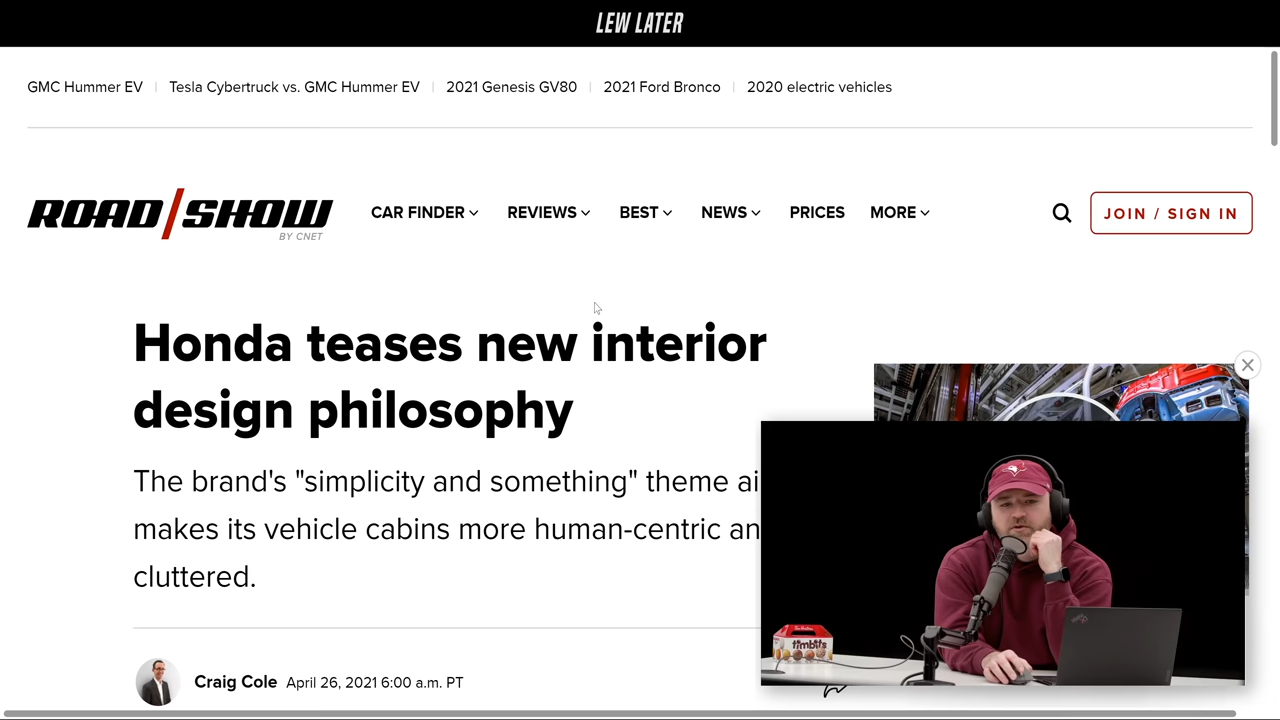 LEW LATER
GMC Hummer EV
Tesla Cybertruck vs. GMC Hummer EV
2021 Genesis GV80
2021 Ford Bronco
2020 electric vehicles
ROAD/SHOW
BY CNET
CAR FINDER
REVIEWS
BEST
NEWS
PRICES
MORE
JOIN / SIGN IN
Honda teases new interior
design philosophy
The brand's "simplicity and something" theme ai
makes its vehicle cabins more human-centric an
cluttered.
Craig Cole April 26, 2021 6:00 a.m. PT
Tim Hortons
timbits